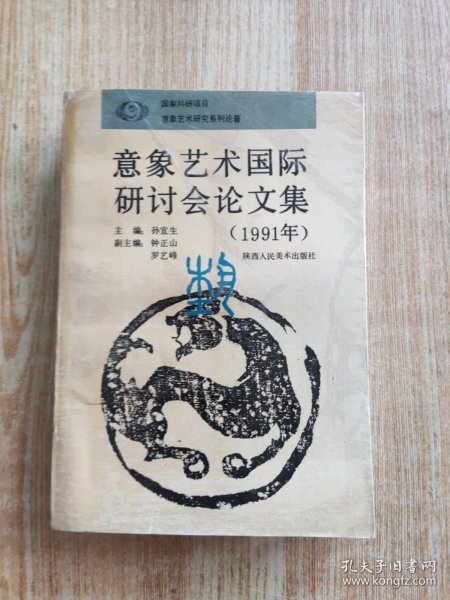 国家科研项目
意象艺术研究系列论著
意象艺术国际
研讨会论文集
(1991年)
主 编：孙宜生
副主编：钟正山
罗艺峰
陕西人民美术出版社
孔夫子旧书网
www.kongfz.com